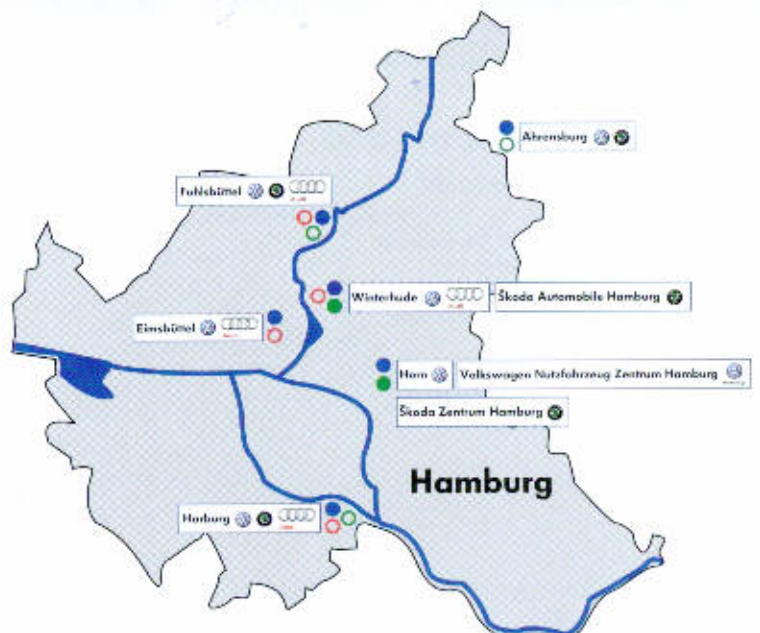 Ahrensburg
Fuhlsbüttel
Winterhude
Škoda Automobile Hamburg
Eimsbüttel
Horn
Volkswagen Nutzfahrzeug Zentrum Hamburg
Škoda Zentrum Hamburg
Hamburg
Harburg